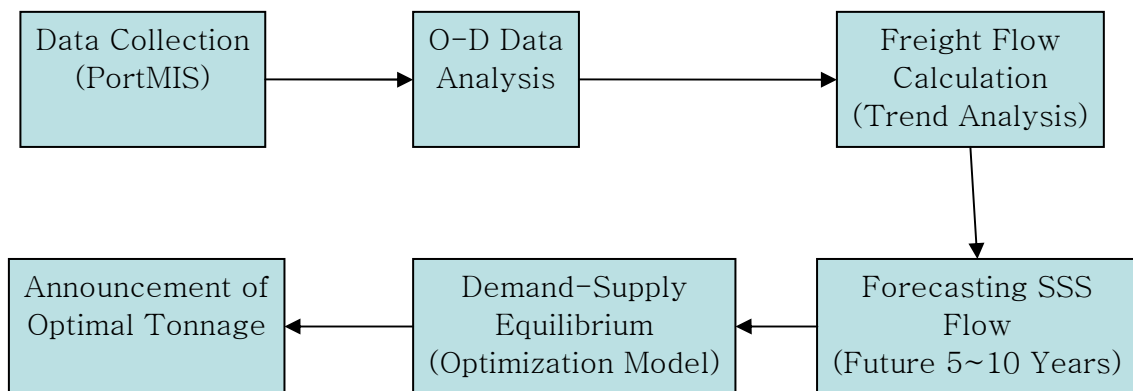 Data Collection
(PortMIS)
O-D Data
Analysis
Freight Flow
Calculation
(Trend Analysis)
Announcement of
Optimal Tonnage
Demand-Supply
Equilibrium
(Optimization Model)
Forecasting SSS
Flow
(Future 5~10 Years)